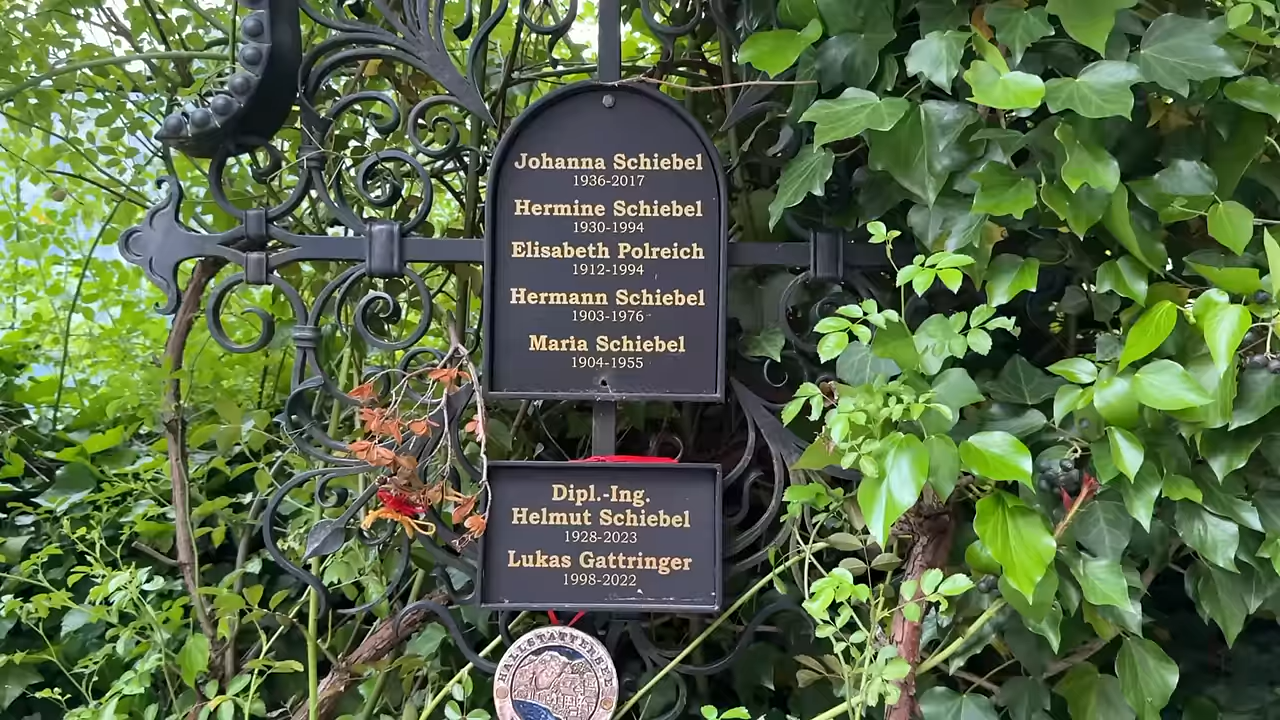 Johanna Schiebel
1936-2017
Hermine Schiebel
1930-1994
Elisabeth Polreich
1912-1994
Hermann Schiebel
1903-1976
Maria Schiebel
1904-1955
Dipl.-Ing.
Helmut Schiebel
1928-2023
Lukas Gattringer
1998-2022